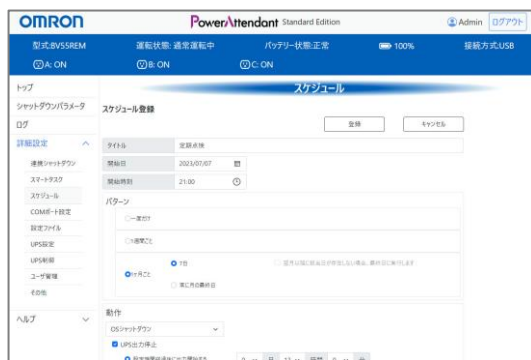 OMRON PowerAttendant Standard Edition Admin ログアウト
型式:BV55REM 運転状態: 通常運転中 バッテリー状態:正常 100% 接続方式:USB
A: ON B: ON C: ON
トップ
シャットダウンパラメータ
ログ
詳細設定
連携シャットダウン
スマートタスク
スケジュール
COMポート設定
設定ファイル
UPS設定
UPS制御
ユーザ管理
その他
ヘルプ
スケジュール
スケジュール登録
登録 キャンセル
タイトル 定期点検
開始日 2023/07/07
開始時刻 21:00
パターン
一度だけ
1週間ごと
1ヶ月ごと
7日
常に月の最終日
動作
OSシャットダウン
UPS出力停止